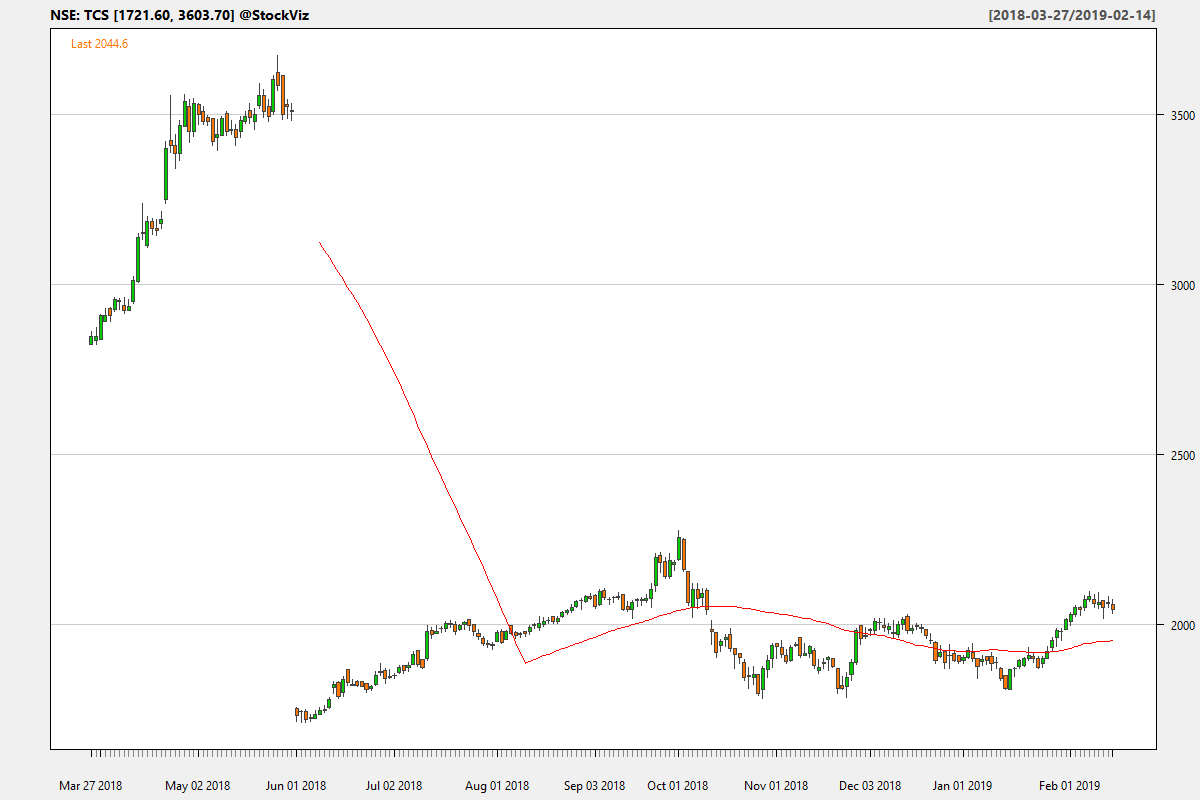 NSE: TCS [1721.60, 3603.70] @StockViz
[2018-03-27/2019-02-14]
Last 2044.6
3500
3000
2500
2000
Mar 27 2018
May 02 2018
Jun 01 2018
Jul 02 2018
Aug 01 2018
Sep 03 2018
Oct 01 2018
Nov 01 2018
Dec 03 2018
Jan 01 2019
Feb 01 2019